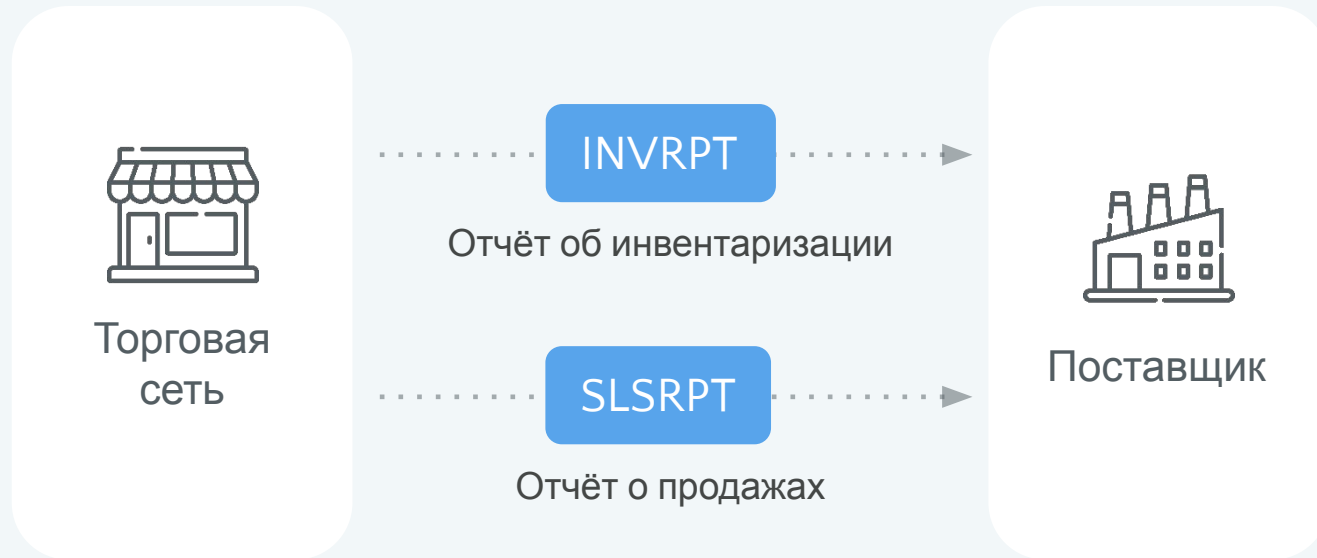 INVRPT
Отчёт об инвентаризации
Торговая
сеть
Поставщик
SLSRPT
Отчёт о продажах